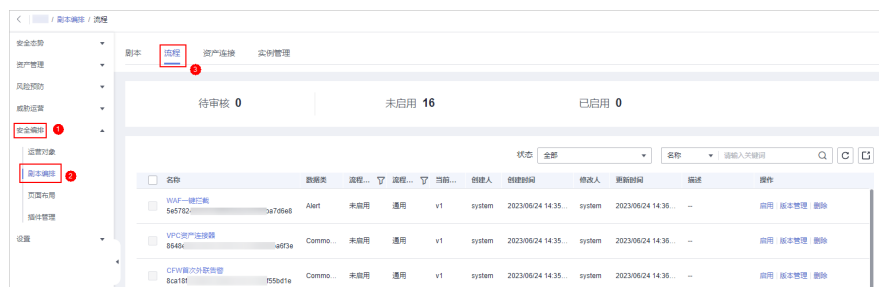 / 剧本编排 / 流程
安全态势
资产管理
风险预防
威胁运营
安全编排 1
运营对象
剧本编排 2
页面布局
插件管理
设置
剧本 流程 资产连接 实例管理
3
待审核 0 未启用 16 已启用 0
状态 全部 名称 请输入关键词
名称 数据类 流程... 流程... 当前... 创建人 创建时间 修改人 更新时间 描述 操作
WAF一键拦截
5e5782- ba7d6e8 Alert 未启用 通用 v1 system 2023/06/24 14:35... system 2023/06/24 14:36... -- 启用 版本管理 删除
VPC资产连接器
8648 a6f3e Commo... 未启用 通用 v1 system 2023/06/24 14:35... system 2023/06/24 14:36... -- 启用 版本管理 删除
CFW首次外联告警
8ca18f f55bd1e Commo... 未启用 通用 v1 system 2023/06/24 14:35... system 2023/06/24 14:36... -- 启用 版本管理 删除